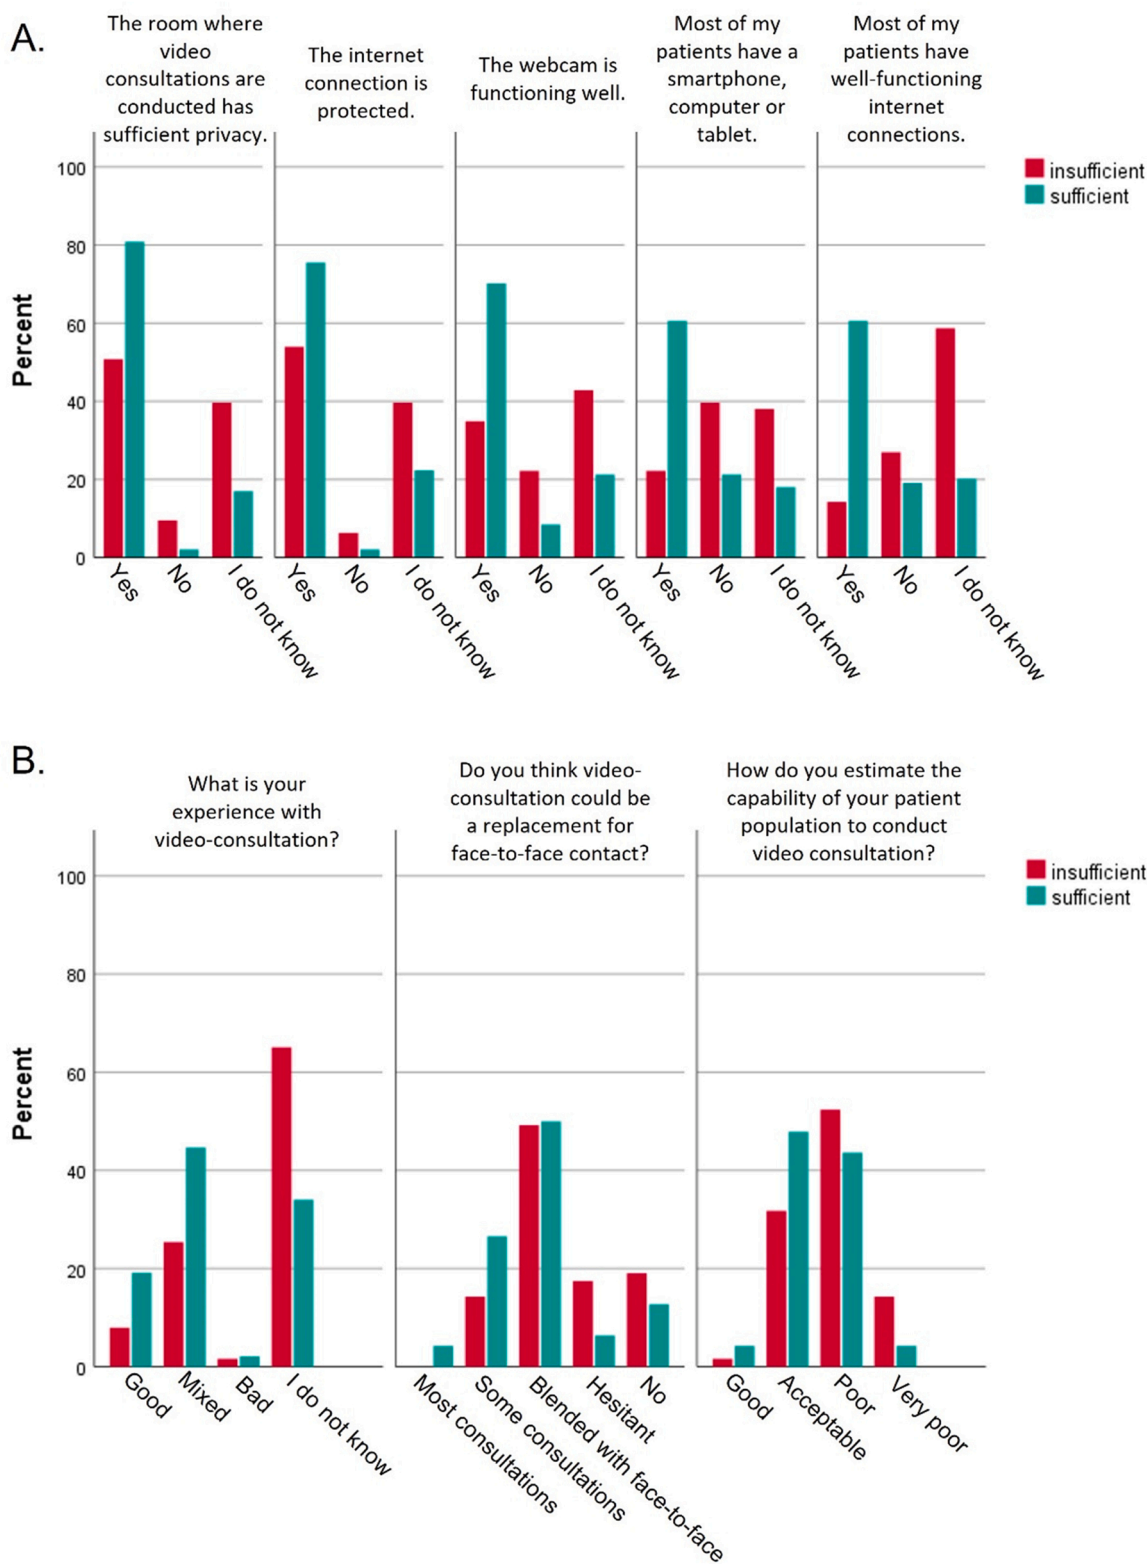 A.
The room where
video
consultations are
conducted has
sufficient privacy.
The internet
connection is
protected.
The webcam is
functioning well.
Most of my
patients have a
smartphone,
computer or
tablet.
Most of my
patients have
well-functioning
internet
connections.
insufficient
sufficient
Percent
100
80
60
40
20
0
Yes
No
I do not know
Yes
No
I do not know
Yes
No
I do not know
Yes
No
I do not know
Yes
No
I do not know
B.
What is your
experience with
video-consultation?
Do you think video-
consultation could be
a replacement for
face-to-face contact?
How do you estimate the
capability of your patient
population to conduct
video consultation?
insufficient
sufficient
Percent
100
80
60
40
20
0
Good
Mixed
Bad
I do not know
Most consultations
Some consultations
Blended with face-to-face
Hesitant
No
Good
Acceptable
Poor
Very poor